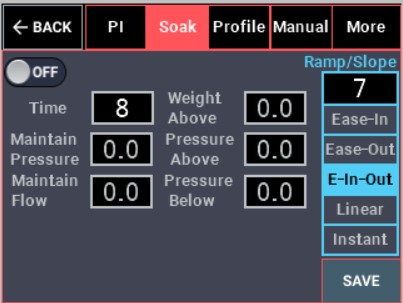 ← BACK PI Soak Profile Manual More
OFF
Ramp/Slope
7
Time 8 Weight Above 0.0
Ease-In
Maintain Pressure 0.0 Pressure Above 0.0
Ease-Out
Maintain Flow 0.0 Pressure Below 0.0
E-In-Out
Linear
Instant
SAVE